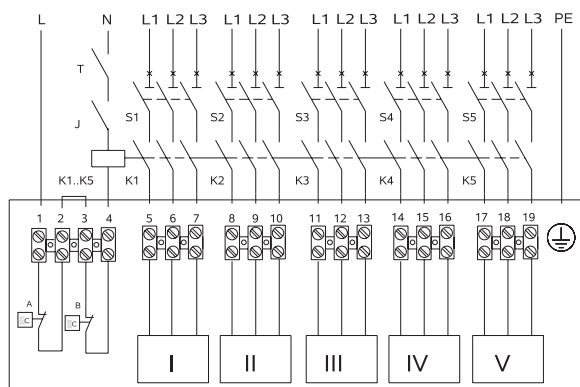 L N L1 L2 L3 L1 L2 L3 L1 L2 L3 L1 L2 L3 L1 L2 L3 PE
T
S1 S2 S3 S4 S5
J
K1..K5 K1 K2 K3 K4 K5
1 2 3 4 5 6 7 8 9 10 11 12 13 14 15 16 17 18 19
A B
C C
I II III IV V